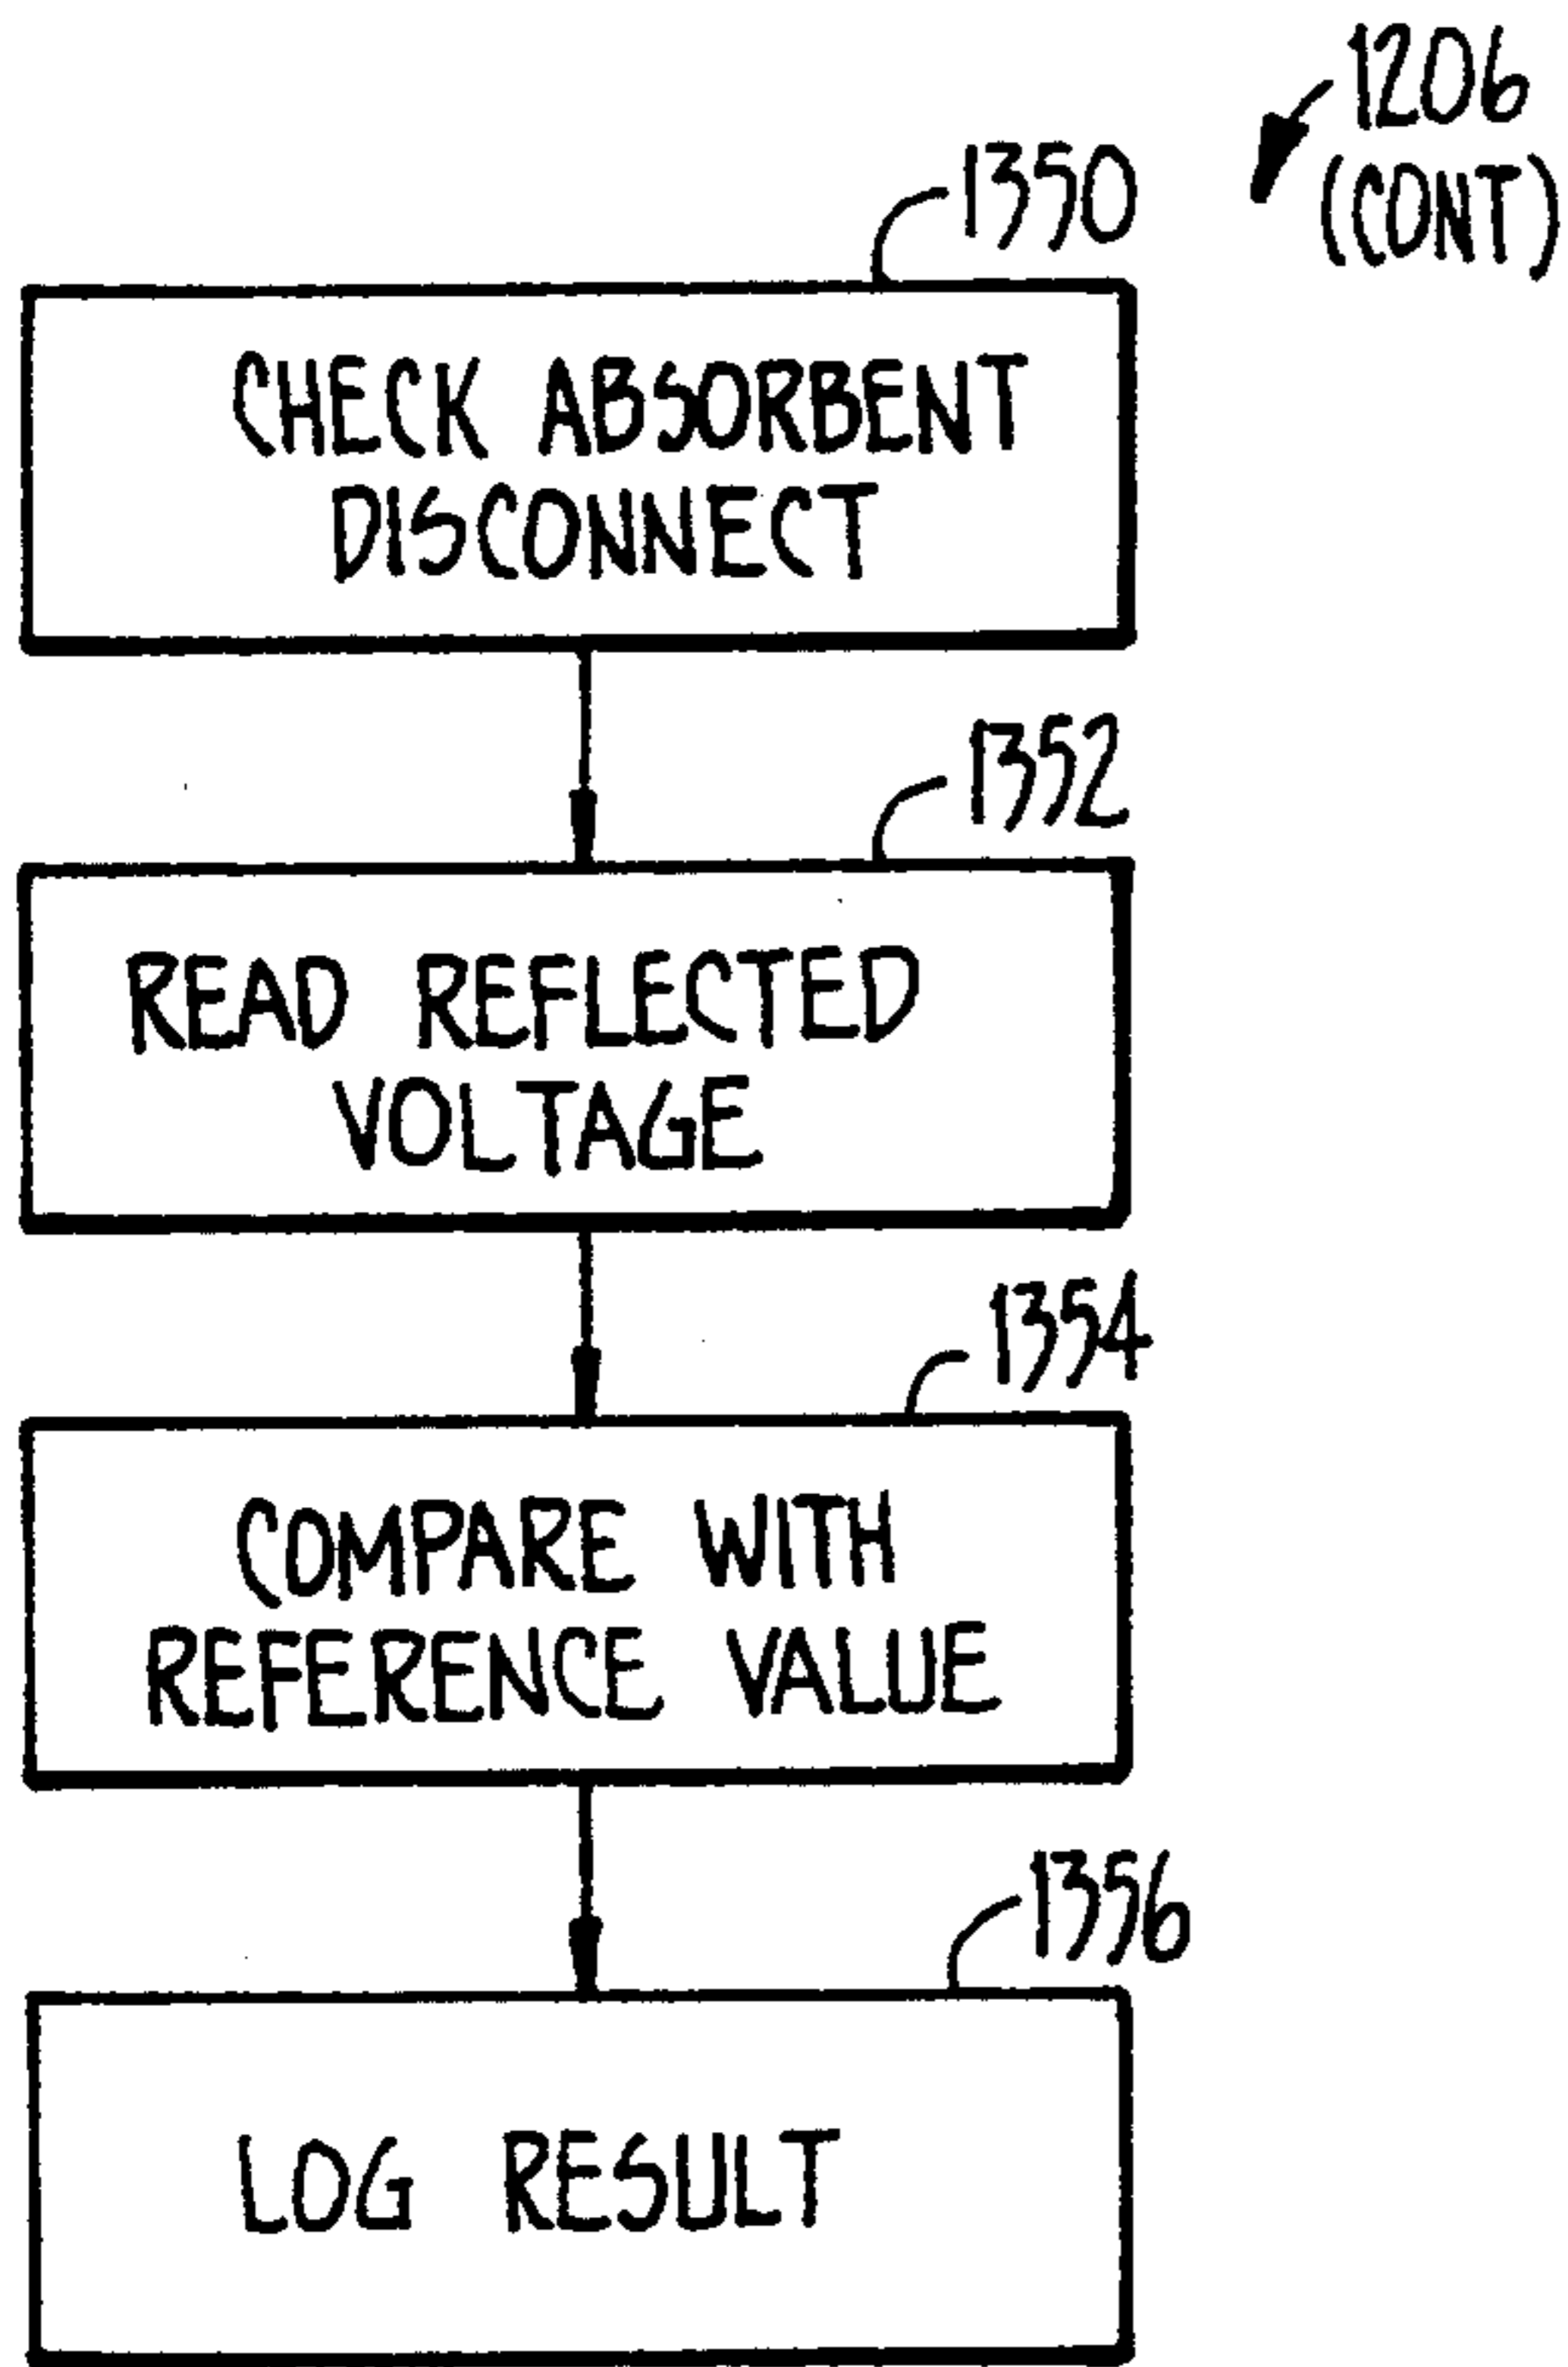 1206
(CONT)
1350
CHECK ABSORBENT
DISCONNECT
1352
READ REFLECTED
VOLTAGE
1354
COMPARE WITH
REFERENCE VALUE
1356
LOG RESULT